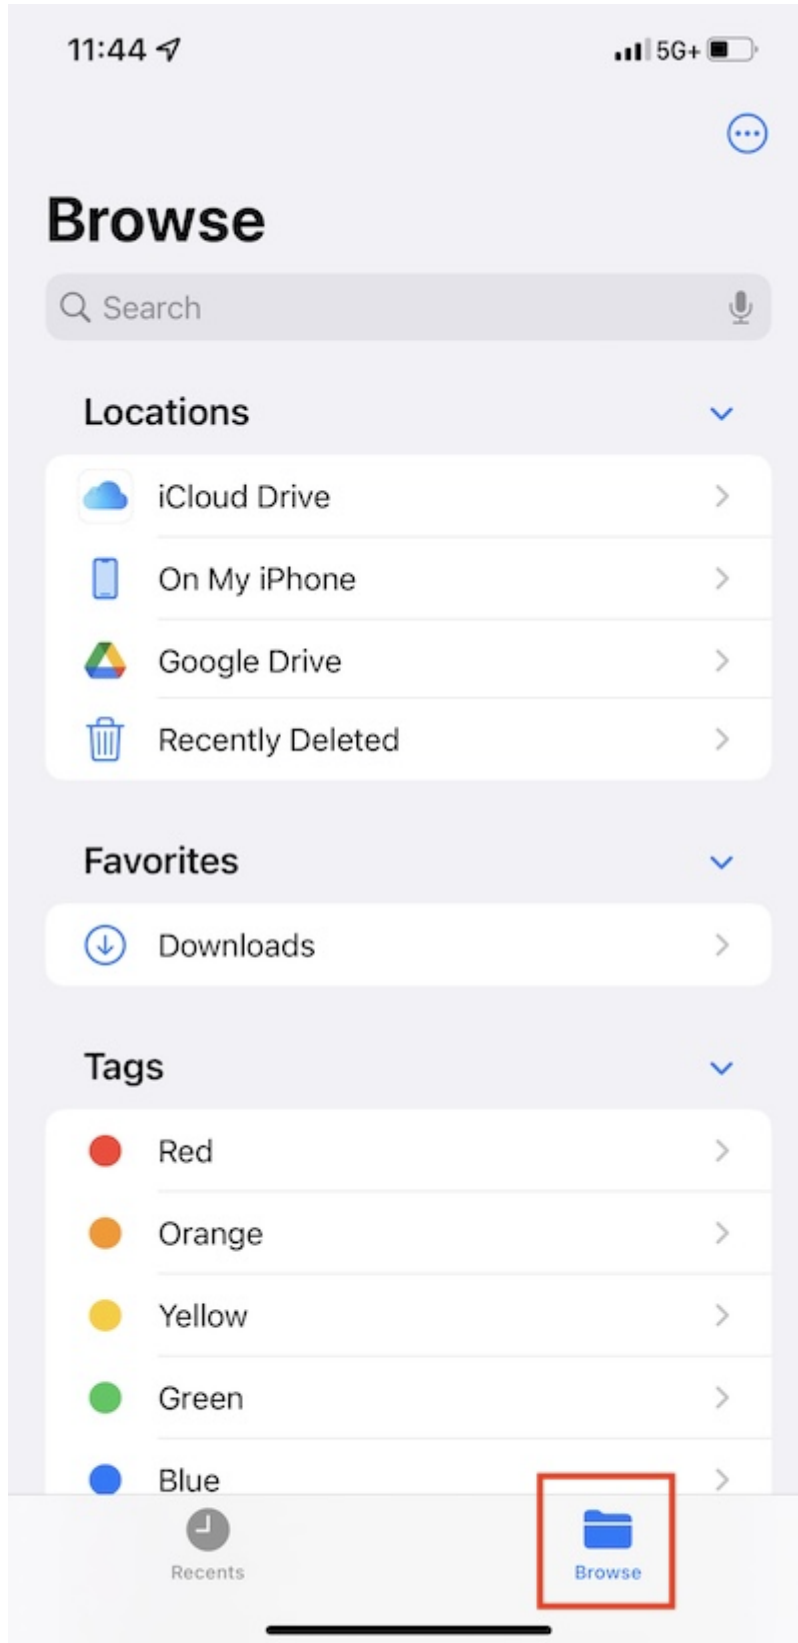 11:44 5G+
Browse
Search
Locations
iCloud Drive
On My iPhone
Google Drive
Recently Deleted
Favorites
Downloads
Tags
Red
Orange
Yellow
Green
Blue
Recents Browse